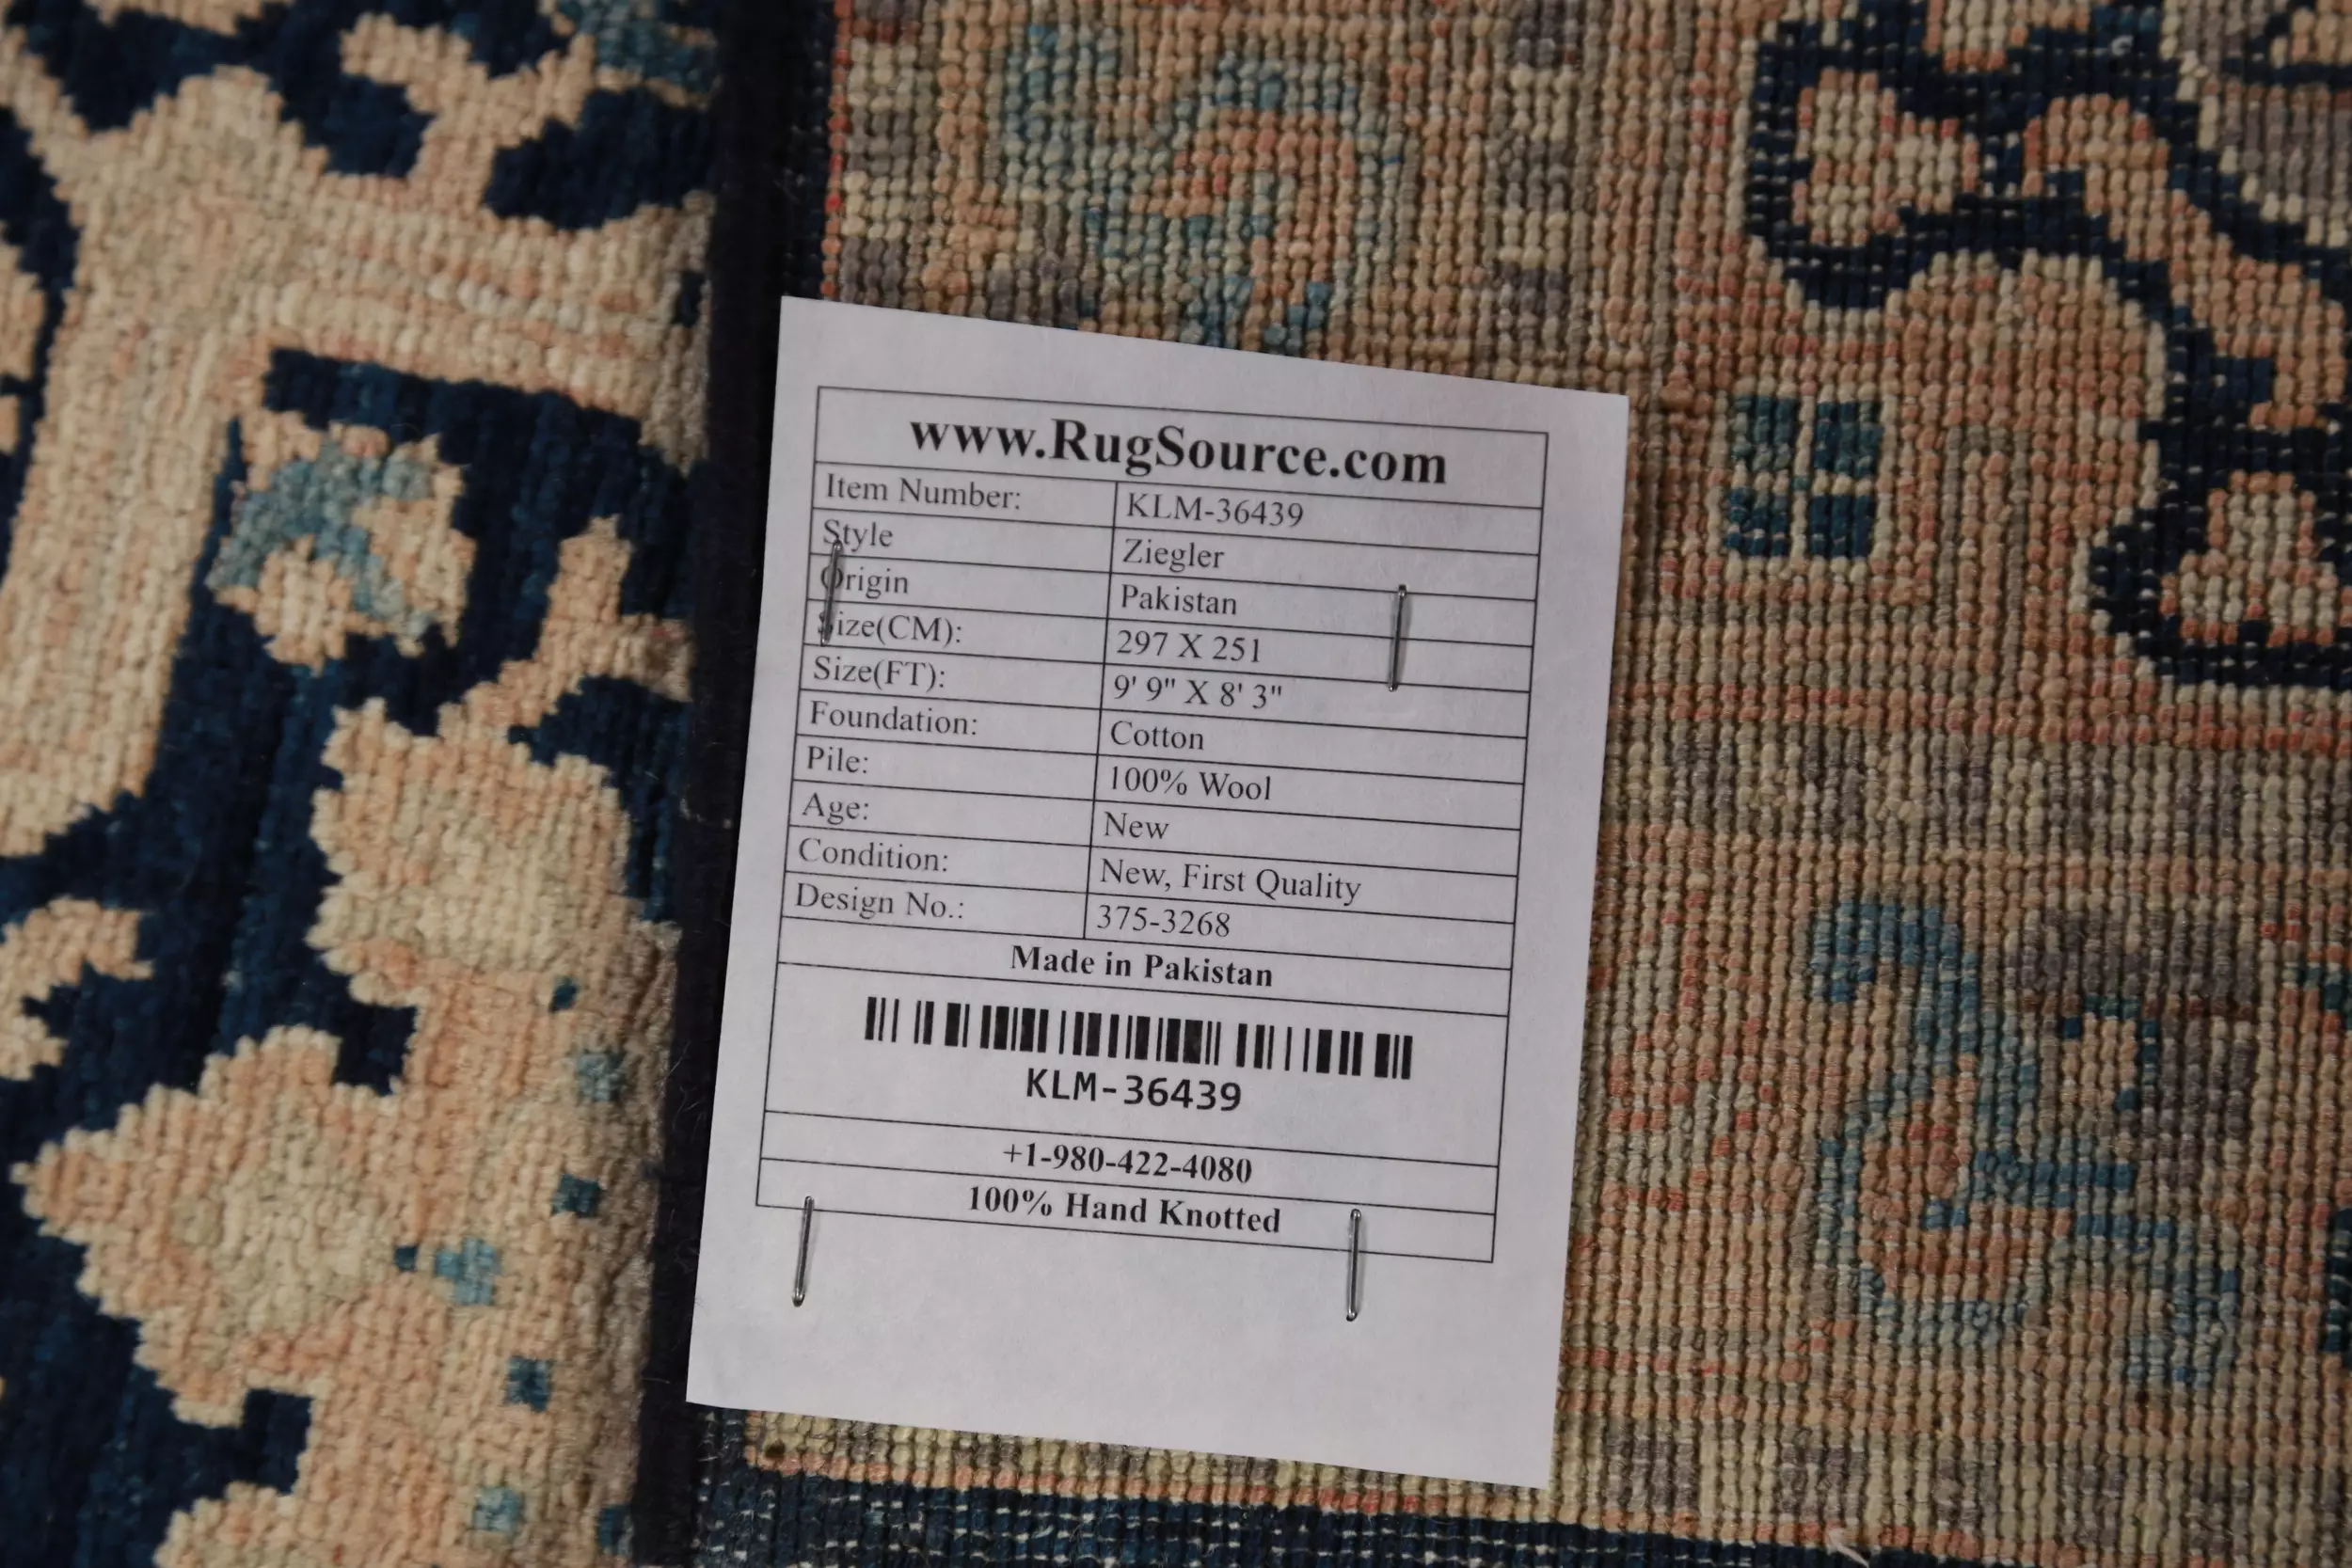 www.RugSource.com
Item Number: KLM-36439
Style Ziegler
Origin Pakistan
Size(CM): 297 X 251
Size(FT): 9' 9" X 8' 3"
Foundation: Cotton
Pile: 100% Wool
Age: New
Condition: New, First Quality
Design No.: 375-3268
Made in Pakistan
KLM-36439
+1-980-422-4080
100% Hand Knotted